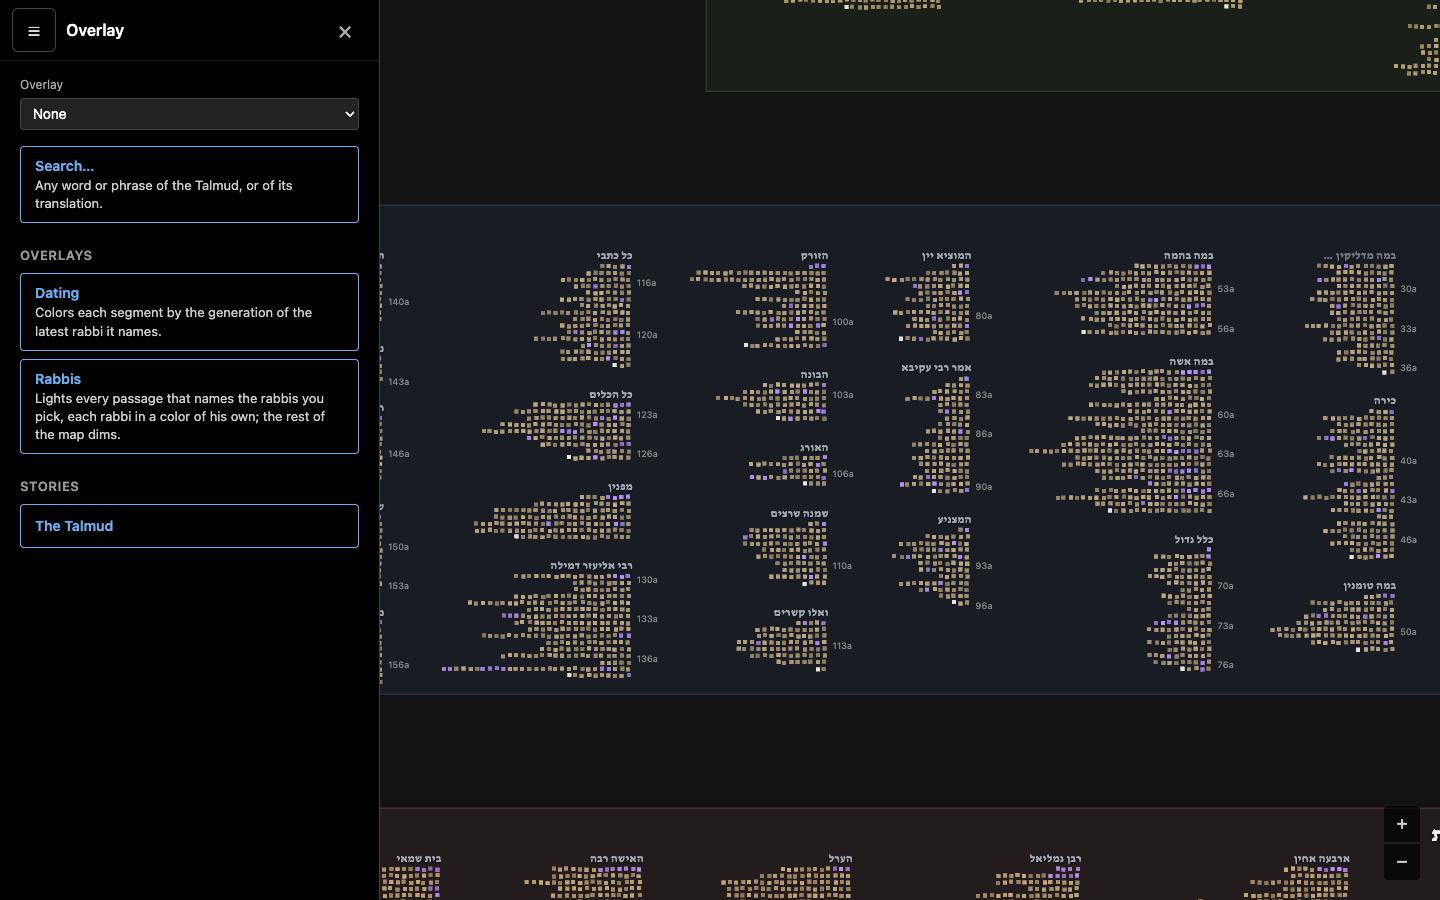 ☰ Overlay ×
Overlay
None
Search...
Any word or phrase of the Talmud, or of its
translation.
OVERLAYS
Dating
Colors each segment by the generation of the
latest rabbi it names.
Rabbis
Lights every passage that names the rabbis you
pick, each rabbi in a color of his own; the rest of
the map dims.
STORIES
The Talmud
במה מדליקין ...
30a
33a
36a
כירה
40a
43a
46a
במה טומנין
50a
במה בהמה
53a
56a
במה אשה
60a
63a
66a
כלל גדול
70a
73a
76a
המוציא יין
80a
אמר רבי עקיבא
83a
86a
90a
המצניע
93a
96a
הזורק
100a
הבונה
103a
האורג
106a
שמנה שרצים
110a
ואלו קשרים
113a
כל כתבי
116a
120a
כל הכלים
123a
126a
מפנין
רבי אליעזר דמילה
130a
133a
136a
140a
143a
146a
150a
153a
156a
ארבעה אחין
רבן גמליאל
הערל
האישה רבה
בית שמאי
+
−